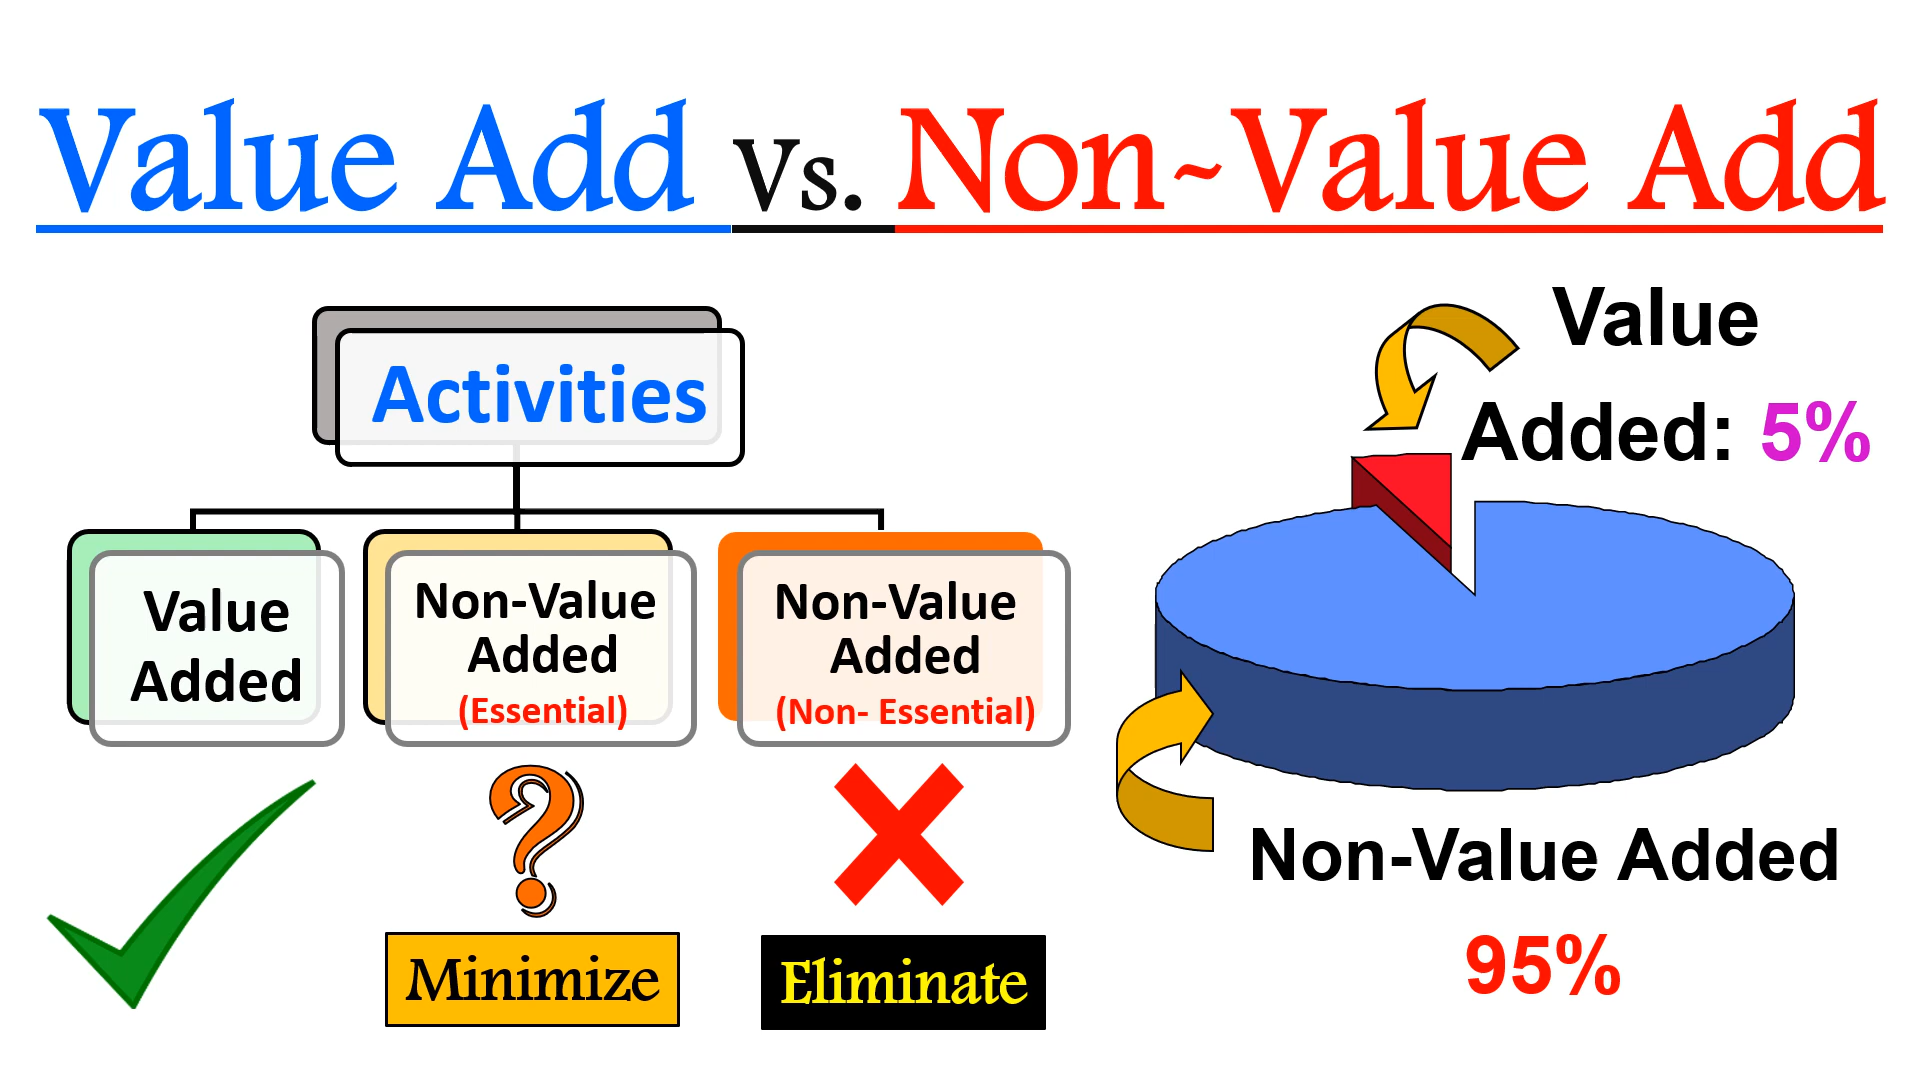 Value Add Vs. Non~Value Add
Activities
Value
Added
Non-Value
Added
(Essential)
Non-Value
Added
(Non- Essential)
?
Minimize
Eliminate
Value
Added: 5%
Non-Value Added
95%